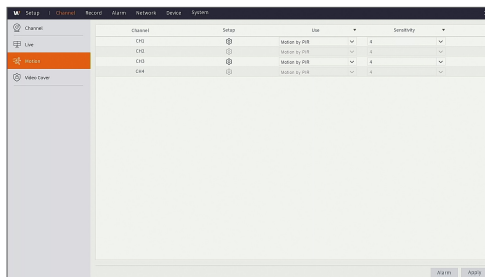 W Setup | Channel Record Alarm Network Device System
Channel
Live
Motion
Video Cover
Channel Setup Use Sensitivity
CH1 Motion by PIR 4
CH2 Motion by PIR 4
CH3 Motion by PIR 4
CH4 Motion by PIR 4
Alarm Apply